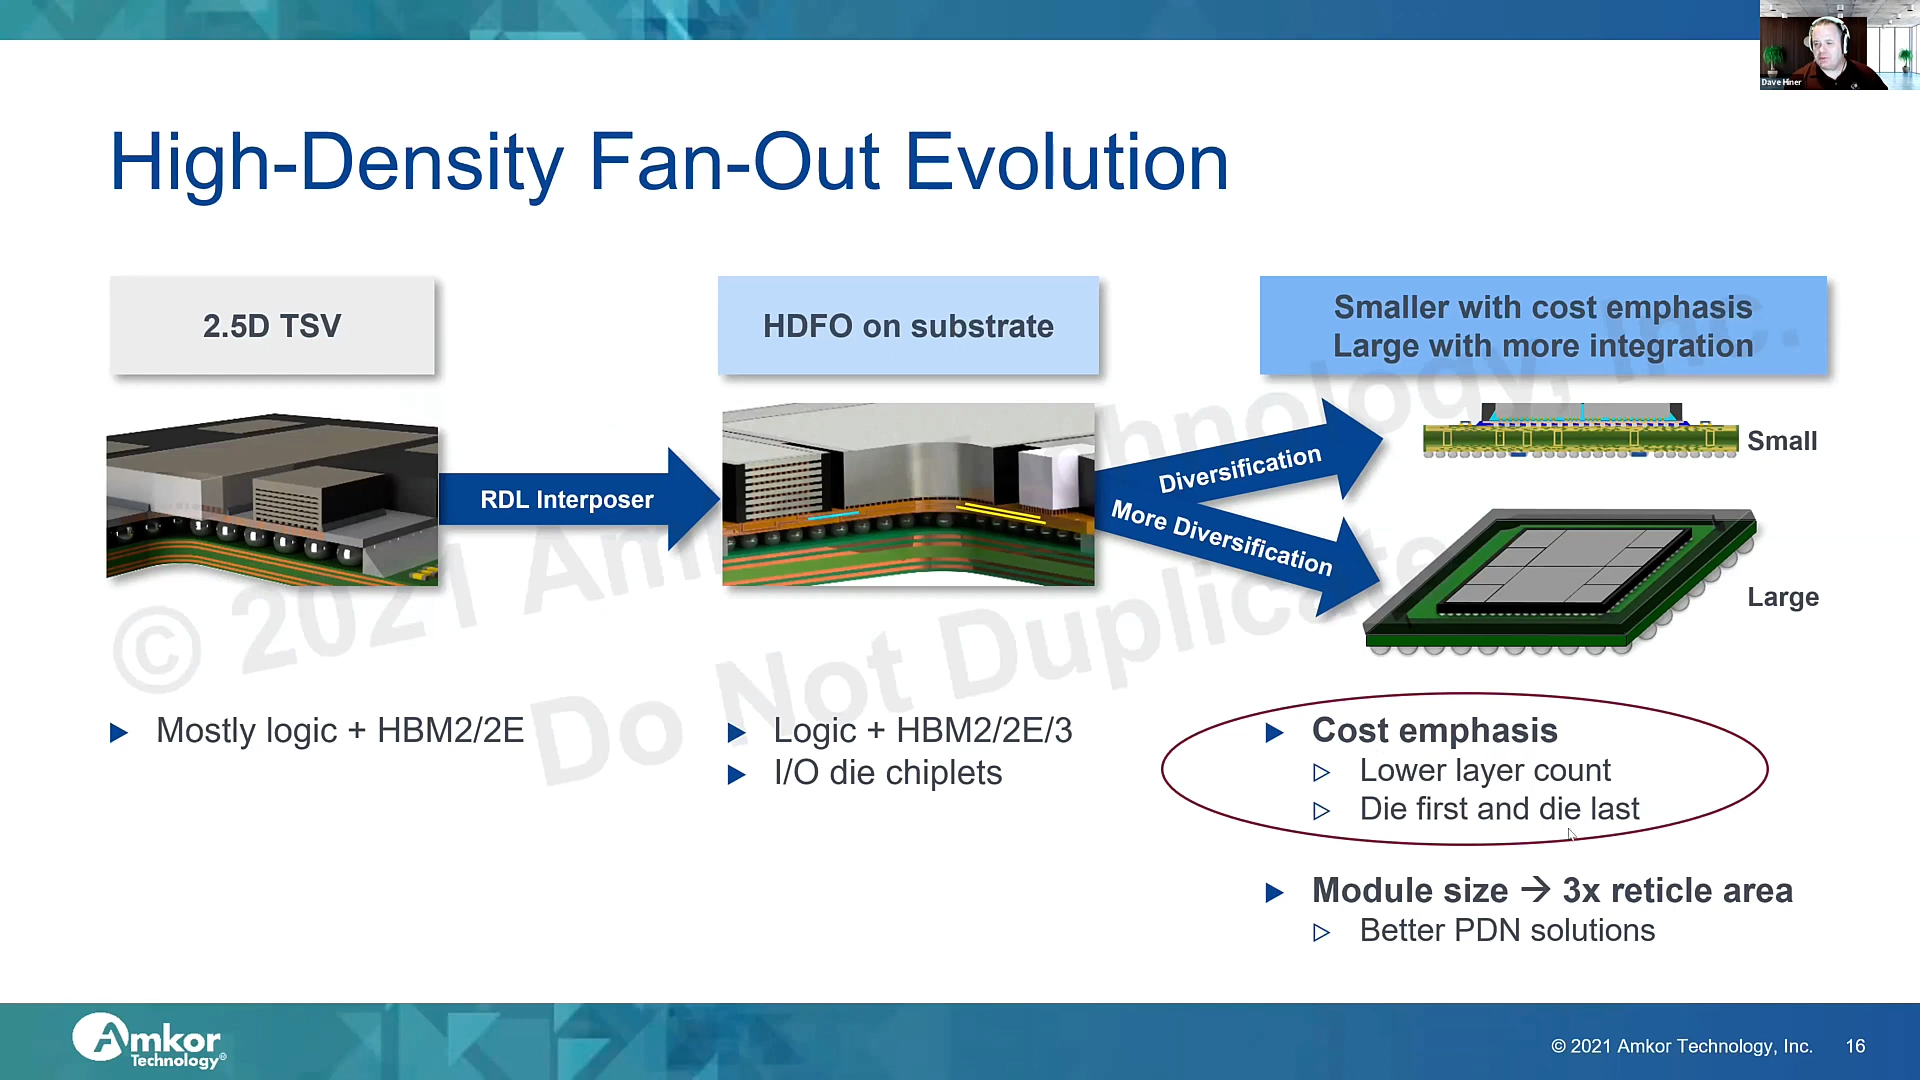 Dave Hiner
High-Density Fan-Out Evolution
2.5D TSV
HDFO on substrate
Smaller with cost emphasis
Large with more integration
RDL Interposer
Diversification
More Diversification
Small
Large
© 2021 Amkor Technology, Inc.
Do Not Duplicate
Mostly logic + HBM2/2E
Logic + HBM2/2E/3
I/O die chiplets
Cost emphasis
Lower layer count
Die first and die last
Module size → 3x reticle area
Better PDN solutions
Amkor
Technology®
© 2021 Amkor Technology, Inc. 16